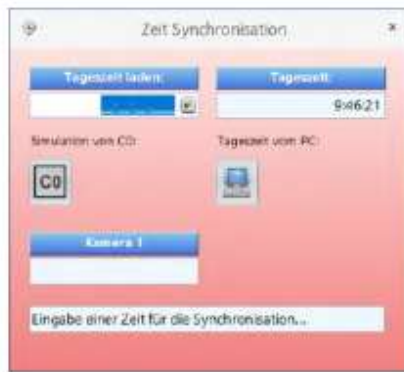 Zeit Synchronisation
Tageszeit laden:
Tageszeit:
9:46:21
Simulation von C0:
Tageszeit vom PC:
C0
Kamera 1
Eingabe einer Zeit für die Synchronisation...